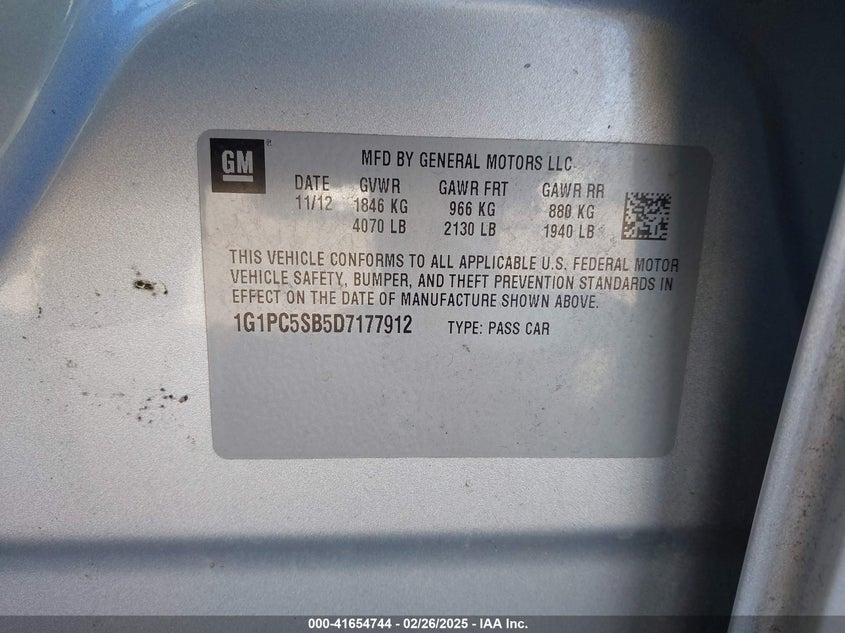 GM ®
MFD BY GENERAL MOTORS LLC
DATE GVWR GAWR FRT GAWR RR
11/12 1846 KG 966 KG 880 KG
4070 LB 2130 LB 1940 LB
THIS VEHICLE CONFORMS TO ALL APPLICABLE U.S. FEDERAL MOTOR
VEHICLE SAFETY, BUMPER, AND THEFT PREVENTION STANDARDS IN
EFFECT ON THE DATE OF MANUFACTURE SHOWN ABOVE.
1G1PC5SB5D7177912 TYPE: PASS CAR
000-41654744 - 02/26/2025 - IAA Inc.